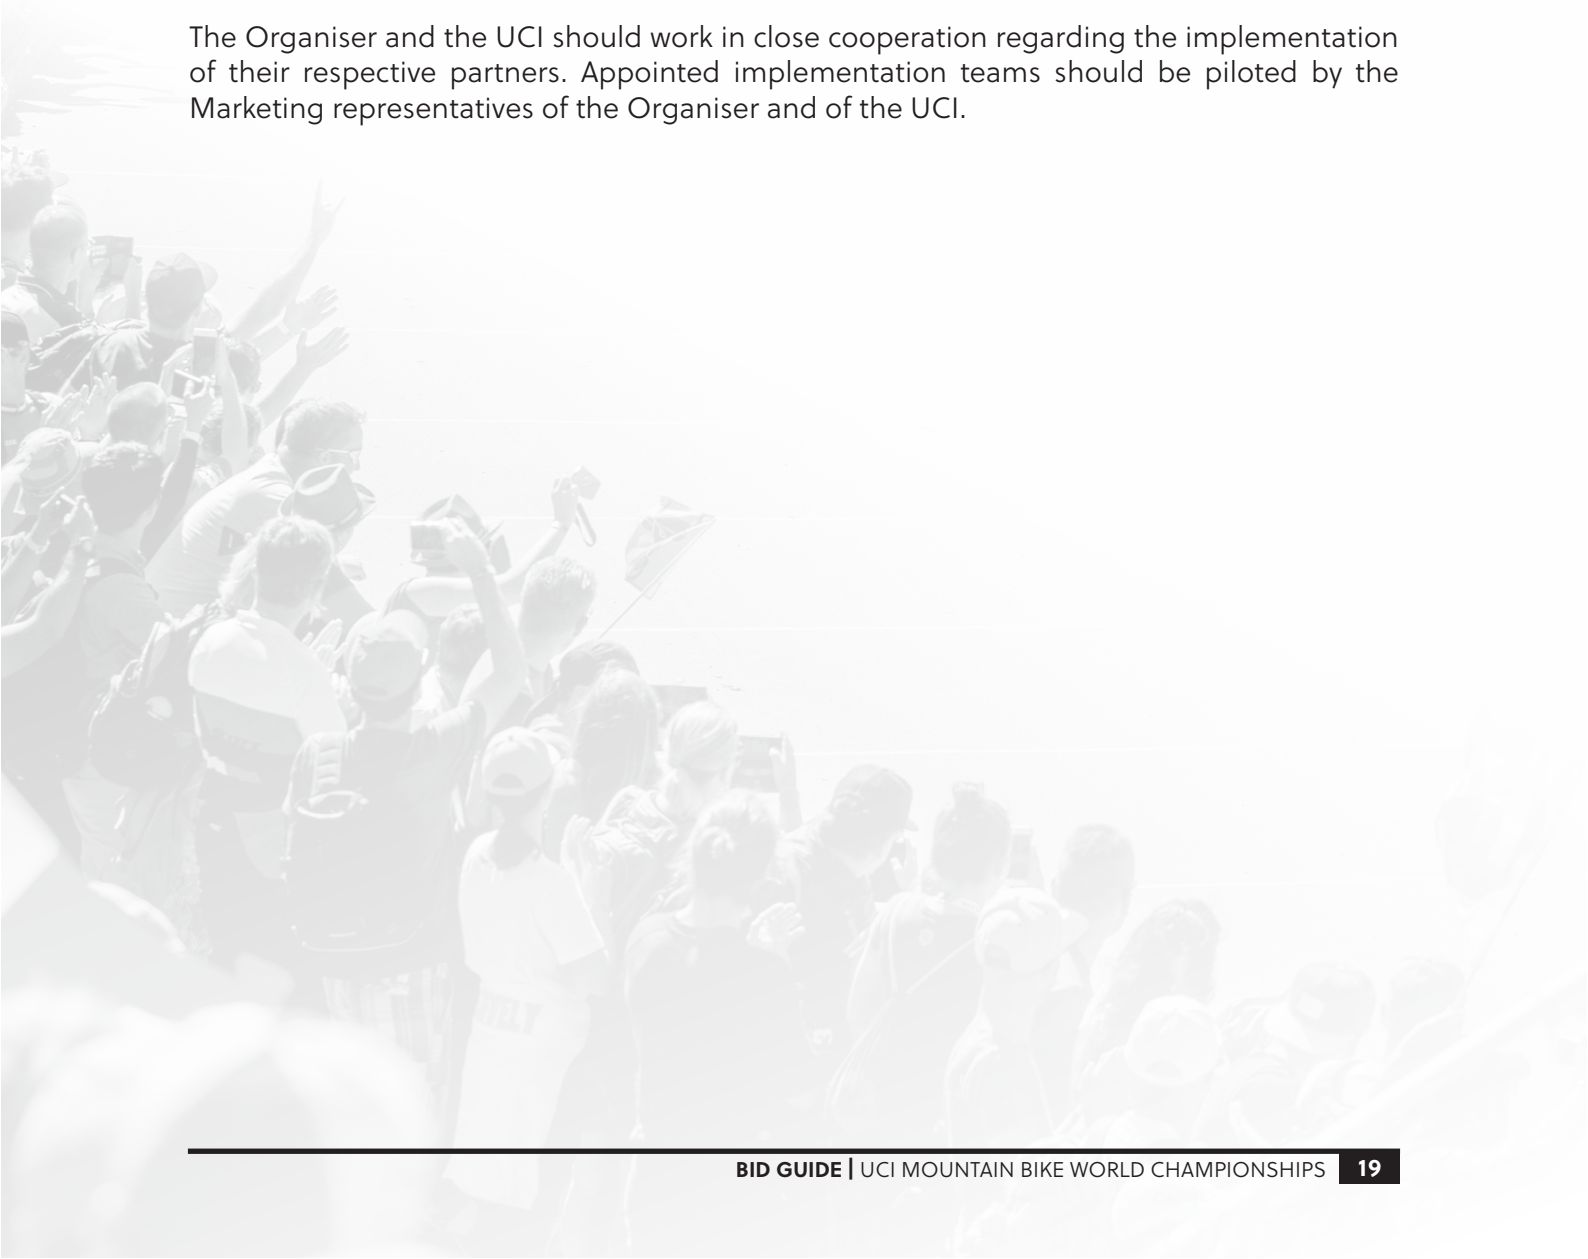 The Organiser and the UCI should work in close cooperation regarding the implementation
of their respective partners. Appointed implementation teams should be piloted by the
Marketing representatives of the Organiser and of the UCI.
BID GUIDE | UCI MOUNTAIN BIKE WORLD CHAMPIONSHIPS 19